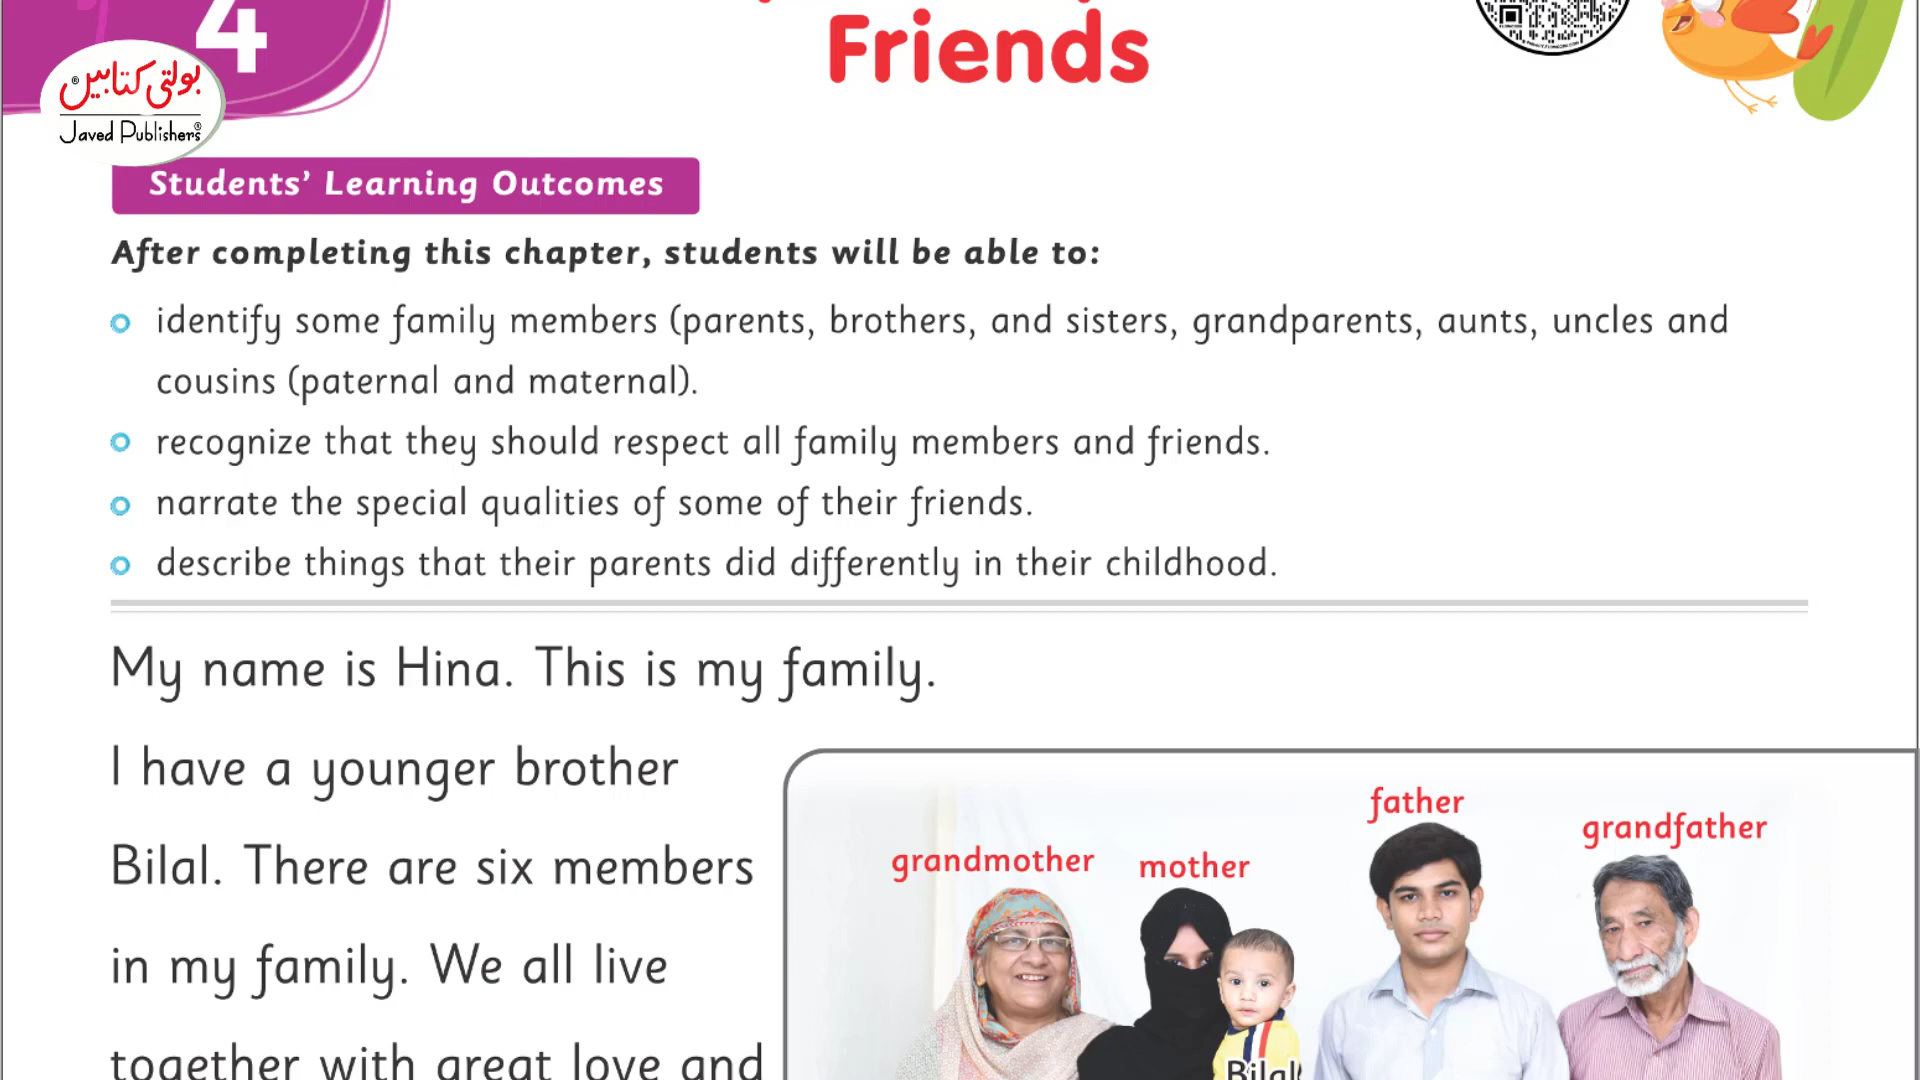 4
Friends
بولتی کتابیں®
Javed Publishers®
Students’ Learning Outcomes
After completing this chapter, students will be able to:
identify some family members (parents, brothers, and sisters, grandparents, aunts, uncles and
cousins (paternal and maternal).
recognize that they should respect all family members and friends.
narrate the special qualities of some of their friends.
describe things that their parents did differently in their childhood.
My name is Hina. This is my family.
I have a younger brother
Bilal. There are six members
in my family. We all live
together with great love and
father
grandfather
grandmother
mother
Bilal